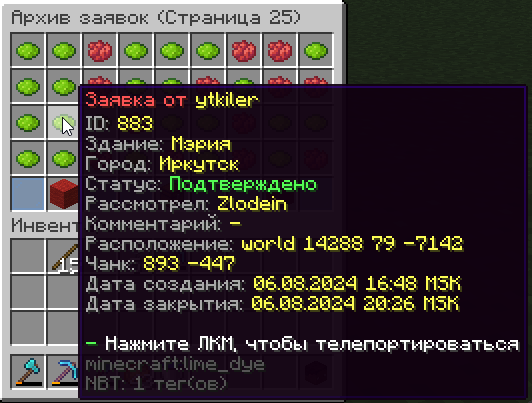 Архив заявок (Страница 25)
Заявка от ytkiler
ID: 883
Здание: Мэрия
Город: Иркутск
Статус: Подтверждено
Рассмотрел: Zlodein
Комментарий: –
Инвент
Расположение: world 14288 79 -7142
Чанк: 893 -447
15
Дата создания: 06.08.2024 16:48 МSК
Дата закрытия: 06.08.2024 20:26 МSК
– Нажмите ЛКМ, чтобы телепортироваться
minecraft:lime_dye
NBT: 1 тег(ов)